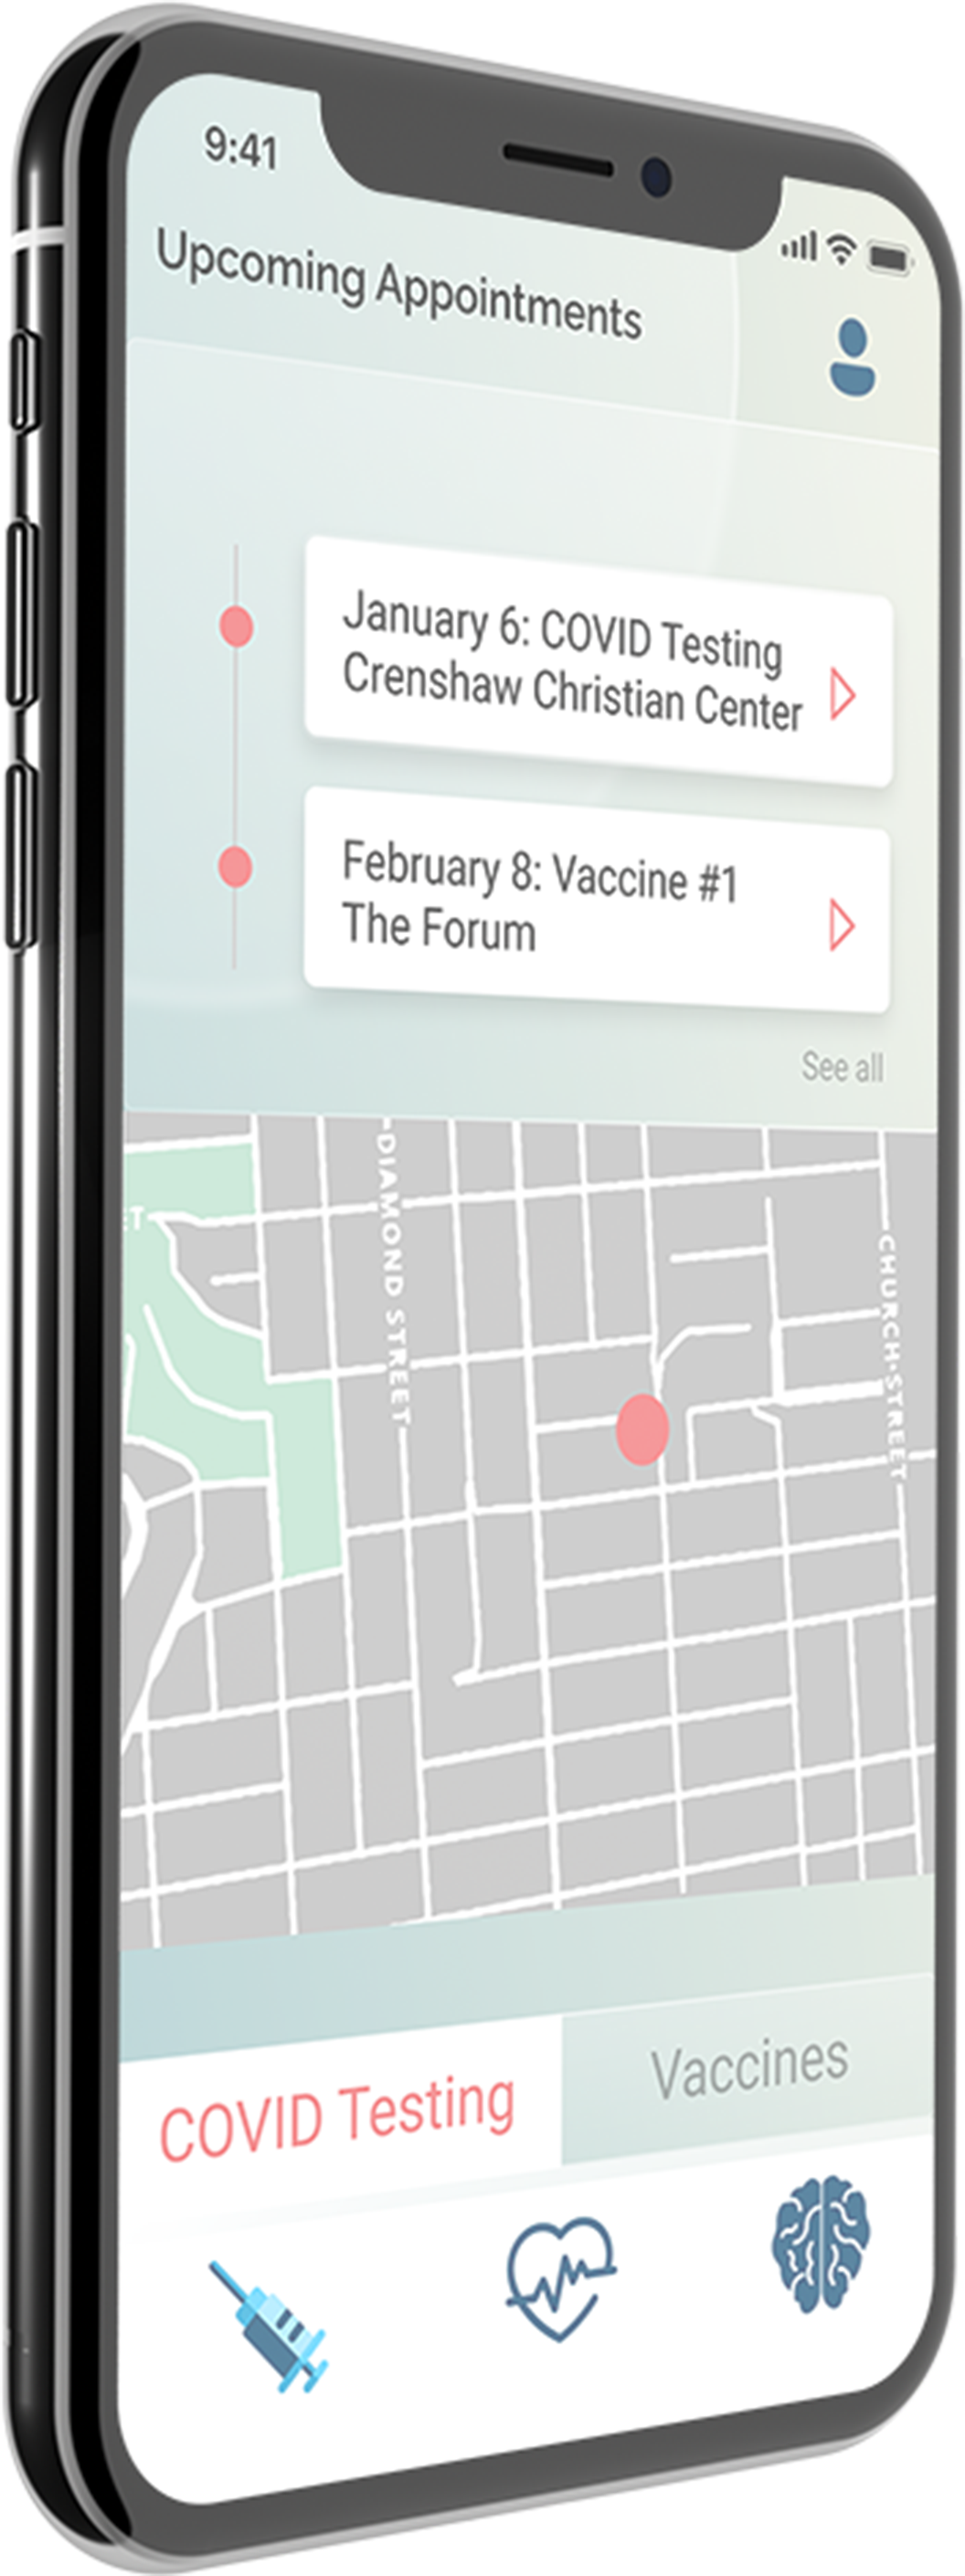 9:41
Upcoming Appointments
January 6: COVID Testing
Crenshaw Christian Center
February 8: Vaccine #1
The Forum
See all
DIAMOND STREET
CHURCH STREET
COVID Testing
Vaccines